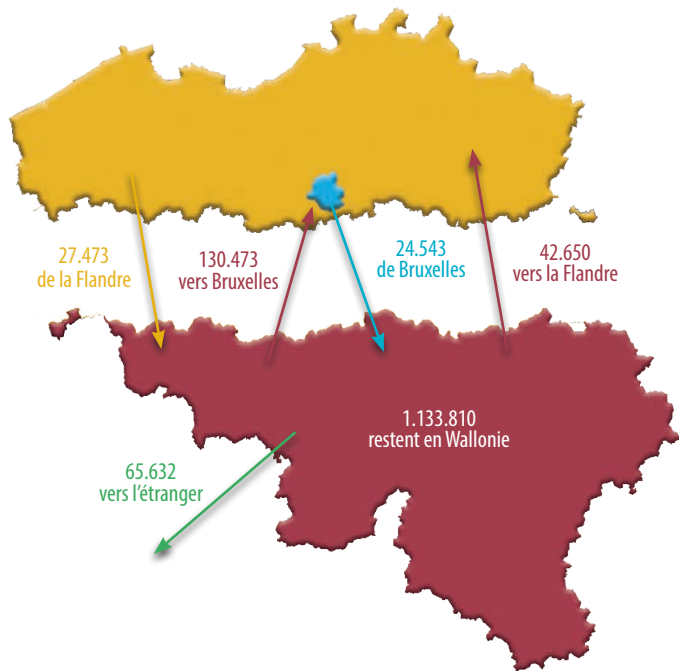 27.473
de la Flandre
130.473
vers Bruxelles
24.543
de Bruxelles
42.650
vers la Flandre
1.133.810
restent en Wallonie
65.632
vers l'étranger